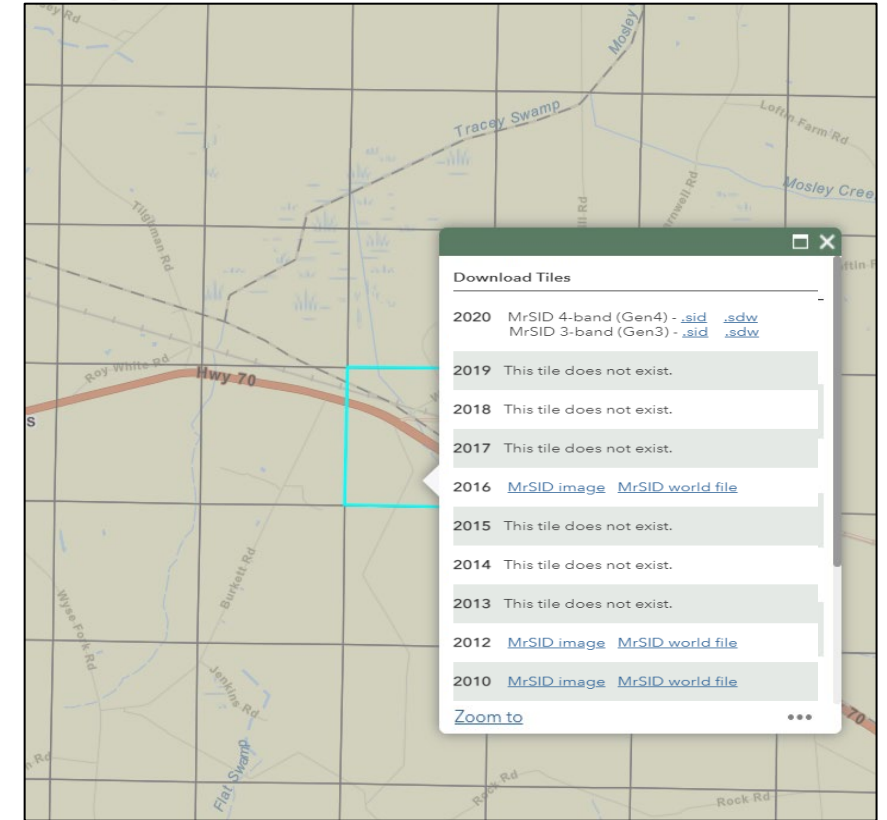 Mosley
Tracey Swamp
Loftin Farm Rd
Mosley Cree
Tilghman Rd
Rd
Roy White Rd
Hwy 70
s
Download Tiles
2020 MrSID 4-band (Gen4) - .sid .sdw
MrSID 3-band (Gen3) - .sid .sdw
2019 This tile does not exist.
2018 This tile does not exist.
2017 This tile does not exist.
2016 MrSID image MrSID world file
2015 This tile does not exist.
2014 This tile does not exist.
2013 This tile does not exist.
2012 MrSID image MrSID world file
2010 MrSID image MrSID world file
Zoom to
Burkett Rd
Wyse Fork Rd
Jenkins Rd
Flat Swamp
70
Rd
Rock Rd
Rock Rd